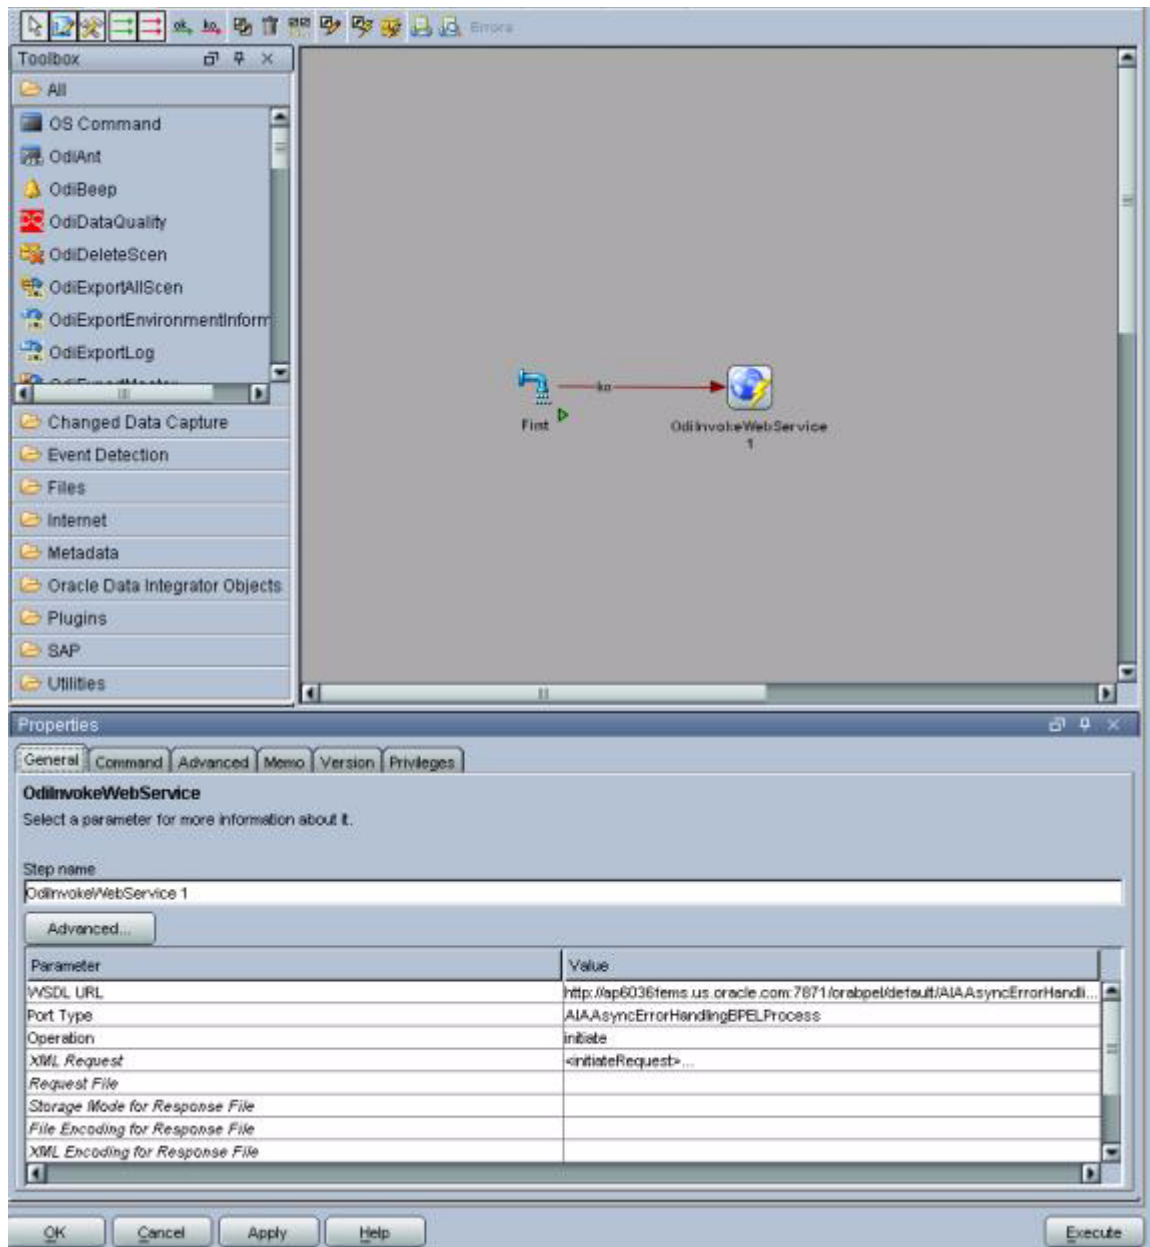 ok ko Errors
Toolbox
All
OS Command
OdiAnt
OdiBeep
OdiDataQuality
OdiDeleteScen
OdiExportAllScen
OdiExportEnvironmentInform
OdiExportLog
Changed Data Capture
Event Detection
Files
Internet
Metadata
Oracle Data Integrator Objects
Plugins
SAP
Utilities
ko
First
OdiInvokeWebService
1
Properties
General Command Advanced Memo Version Privileges
OdiInvokeWebService
Select a parameter for more information about it.
Step name
OdiInvokeWebService 1
Advanced...
Parameter Value
WSDL URL http://ap6036fems.us.oracle.com:7871/orabpel/default/AIAAsyncErrorHandli...
Port Type AIAAsyncErrorHandlingBPELProcess
Operation initiate
XML Request <initiateRequest>...
Request File
Storage Mode for Response File
File Encoding for Response File
XML Encoding for Response File
OK Cancel Apply Help Execute